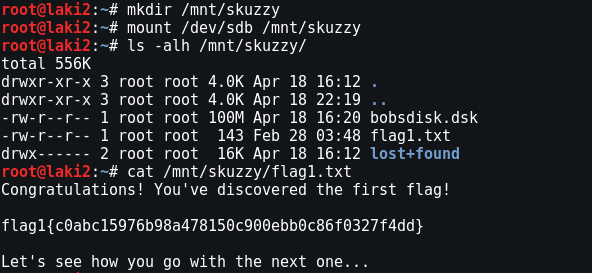 root@laki2:~# mkdir /mnt/skuzzy
root@laki2:~# mount /dev/sdb /mnt/skuzzy
root@laki2:~# ls -alh /mnt/skuzzy/
total 556K
drwxr-xr-x 3 root root 4.0K Apr 18 16:12 .
drwxr-xr-x 3 root root 4.0K Apr 18 22:19 ..
-rw-r--r-- 1 root root 100M Apr 18 16:20 bobsdisk.dsk
-rw-r--r-- 1 root root  143 Feb 28 03:48 flag1.txt
drwx------ 2 root root  16K Apr 18 16:12 lost+found
root@laki2:~# cat /mnt/skuzzy/flag1.txt
Congratulations! You've discovered the first flag!
flag1{c0abc15976b98a478150c900ebb0c86f0327f4dd}
Let's see how you go with the next one...